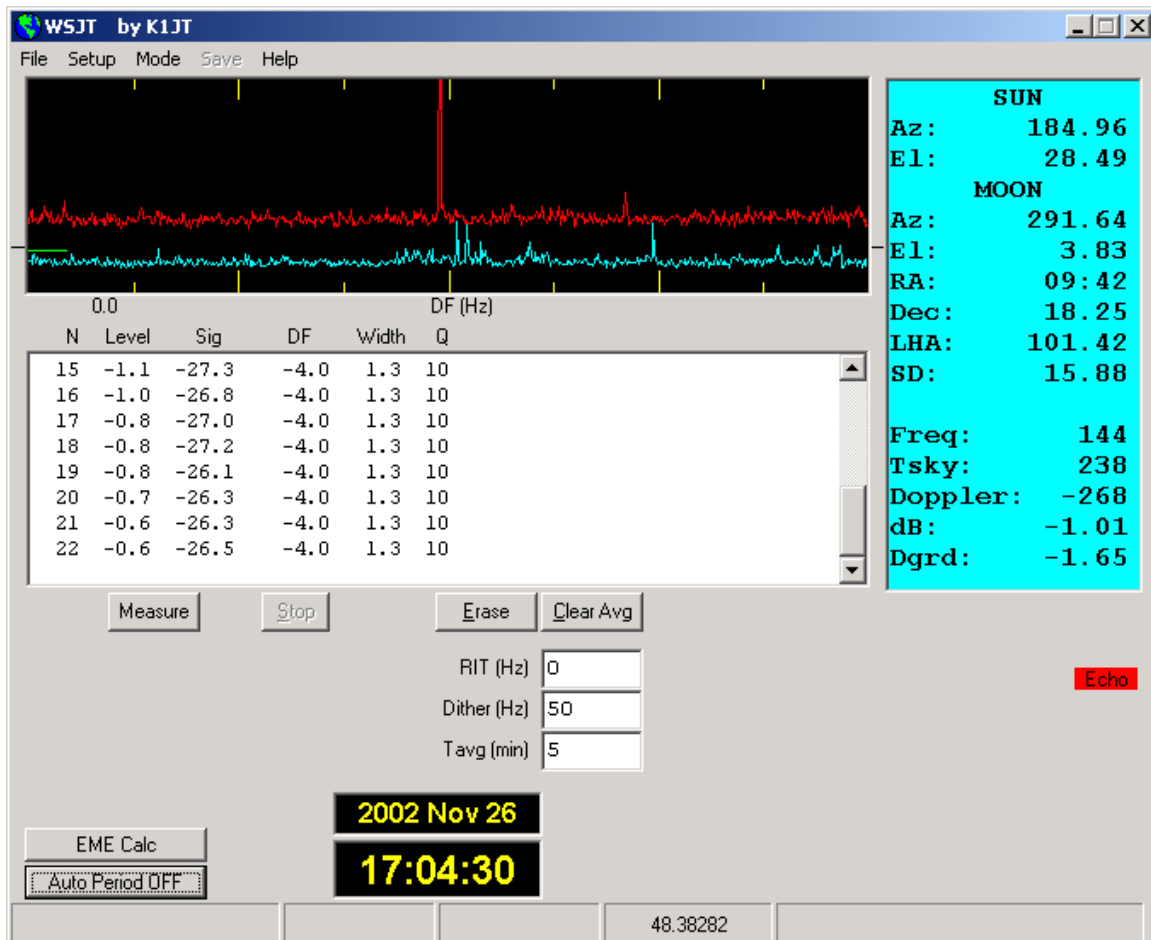 WSJT by K1JT
File Setup Mode Save Help
0.0 DF (Hz)
N Level Sig DF Width Q
15 -1.1 -27.3 -4.0 1.3 10
16 -1.0 -26.8 -4.0 1.3 10
17 -0.8 -27.0 -4.0 1.3 10
18 -0.8 -27.2 -4.0 1.3 10
19 -0.8 -26.1 -4.0 1.3 10
20 -0.7 -26.3 -4.0 1.3 10
21 -0.6 -26.3 -4.0 1.3 10
22 -0.6 -26.5 -4.0 1.3 10
SUN
Az: 184.96
El: 28.49
MOON
Az: 291.64
El: 3.83
RA: 09:42
Dec: 18.25
LHA: 101.42
SD: 15.88
Freq: 144
Tsky: 238
Doppler: -268
dB: -1.01
Dgrd: -1.65
Measure Stop Erase Clear Avg
RIT (Hz) 0
Echo
Dither (Hz) 50
Tavg (min) 5
2002 Nov 26
EME Calc
17:04:30
Auto Period OFF
48.38282